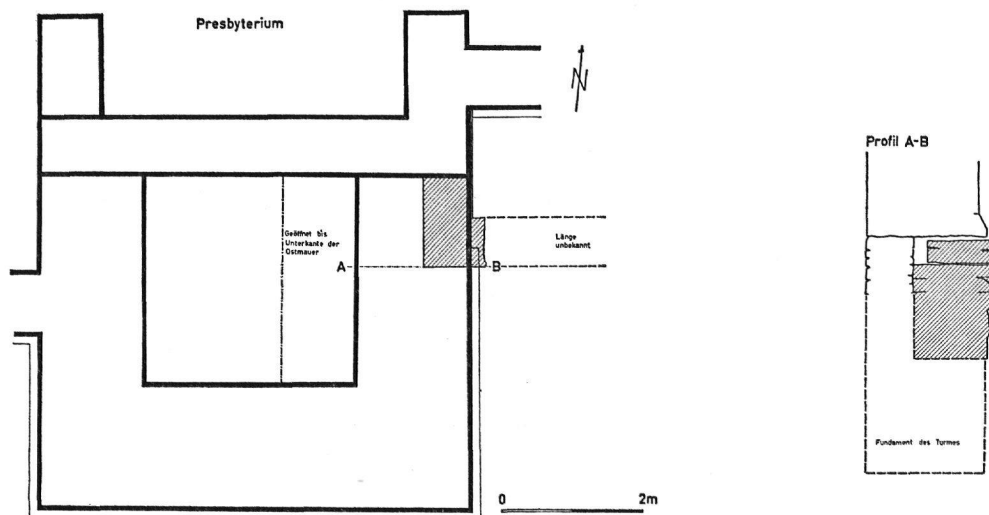 Presbyterium
N
Geöffnet bis
Unterkante der
Ostmauer
A
B
Länge
unbekannt
0 2m
Profil A-B
Fundament des Turmes